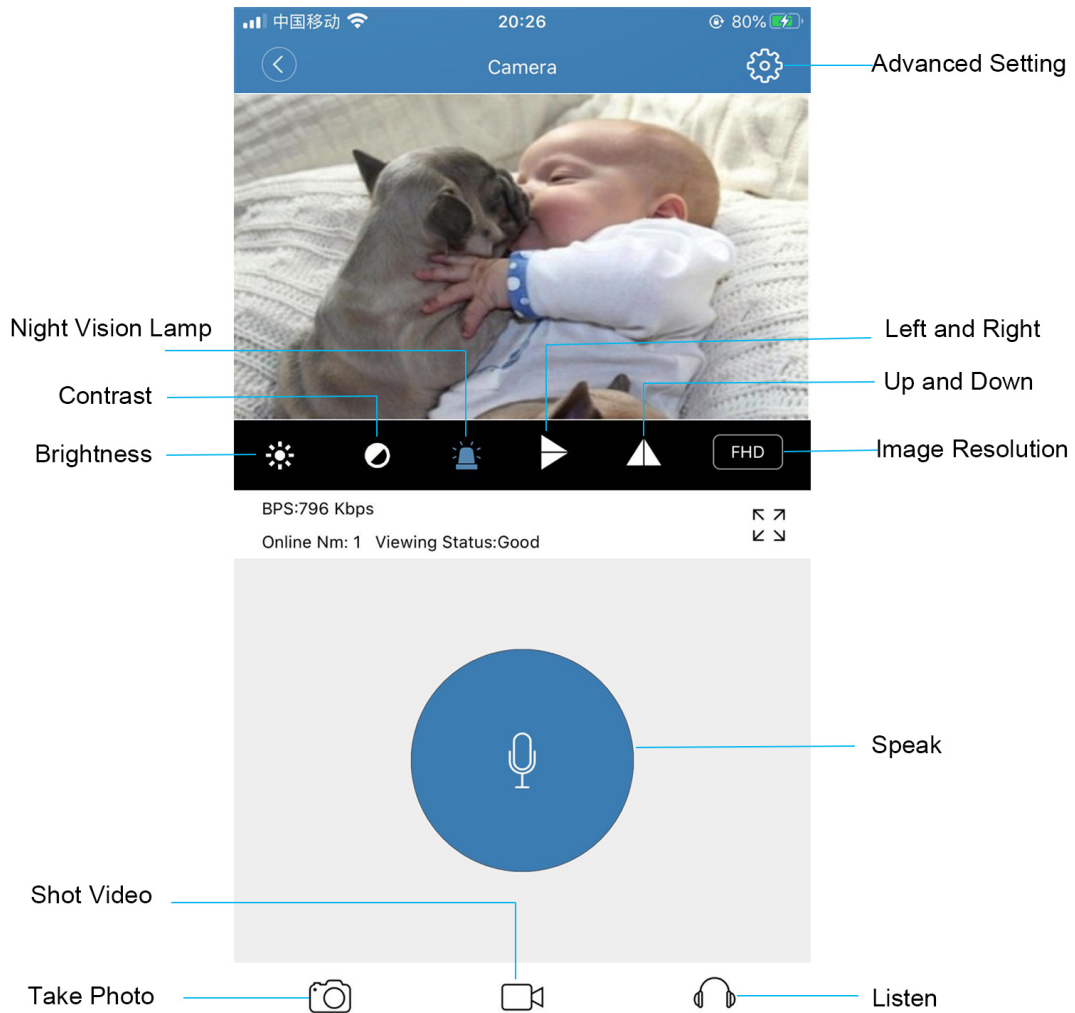 中国移动 20:26 80%
Camera
Advanced Setting
Night Vision Lamp
Left and Right
Contrast
Up and Down
Brightness
FHD
Image Resolution
BPS:796 Kbps
Online Nm: 1 Viewing Status:Good
Speak
Shot Video
Take Photo
Listen